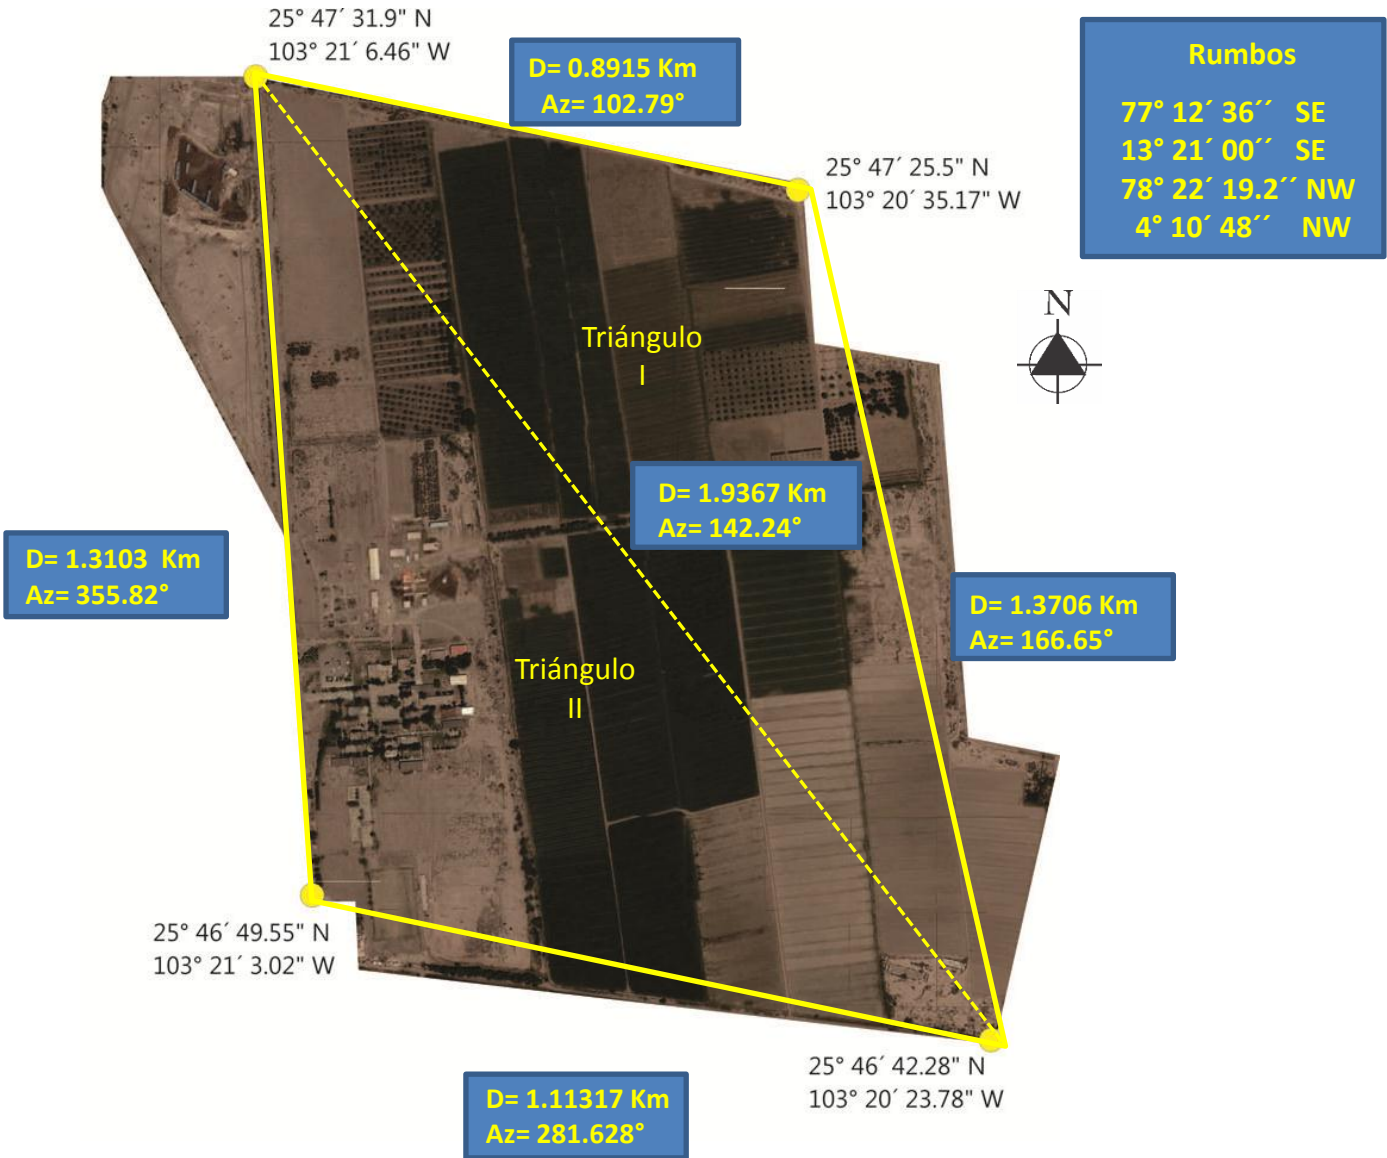 25° 47´ 31.9" N
103° 21´ 6.46" W
D= 0.8915 Km
Az= 102.79°
Rumbos
77° 12´ 36´´ SE
13° 21´ 00´´ SE
78° 22´ 19.2´´ NW
4° 10´ 48´´ NW
25° 47´ 25.5" N
103° 20´ 35.17" W
N
Triángulo
I
D= 1.9367 Km
Az= 142.24°
D= 1.3103 Km
Az= 355.82°
D= 1.3706 Km
Az= 166.65°
Triángulo
II
25° 46´ 49.55" N
103° 21´ 3.02" W
25° 46´ 42.28" N
103° 20´ 23.78" W
D= 1.11317 Km
Az= 281.628°